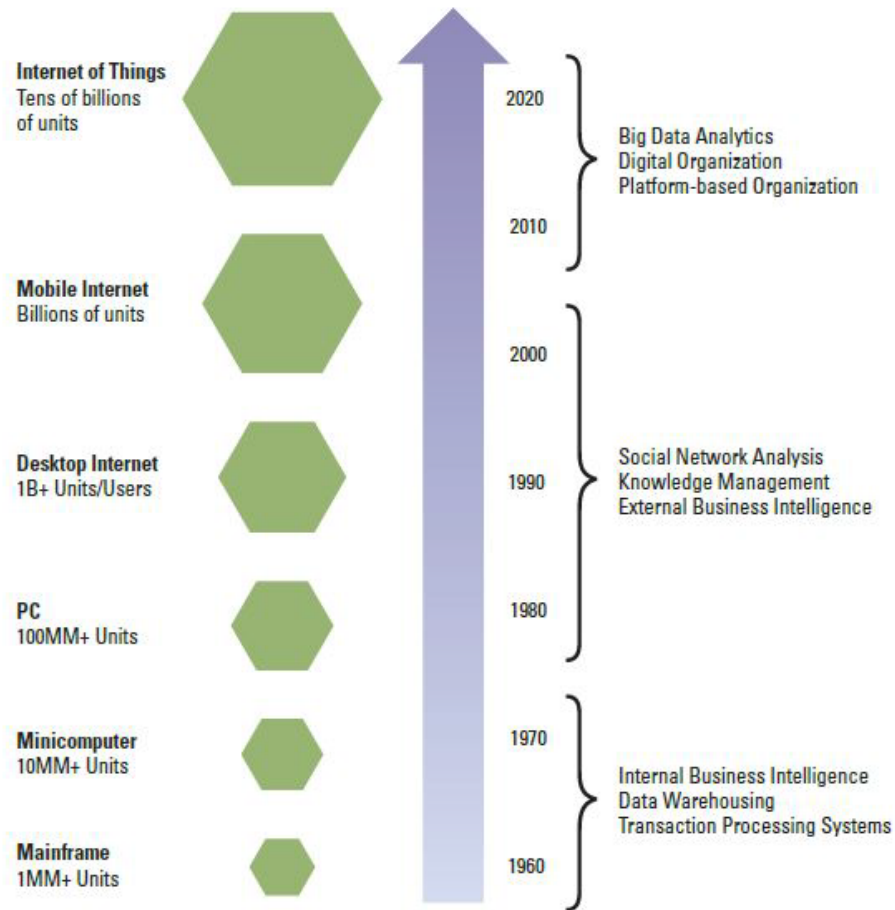 Internet of Things
Tens of billions
of units
Mobile Internet
Billions of units
Desktop Internet
1B+ Units/Users
PC
100MM+ Units
Minicomputer
10MM+ Units
Mainframe
1MM+ Units
2020
2010
2000
1990
1980
1970
1960
Big Data Analytics
Digital Organization
Platform-based Organization
Social Network Analysis
Knowledge Management
External Business Intelligence
Internal Business Intelligence
Data Warehousing
Transaction Processing Systems